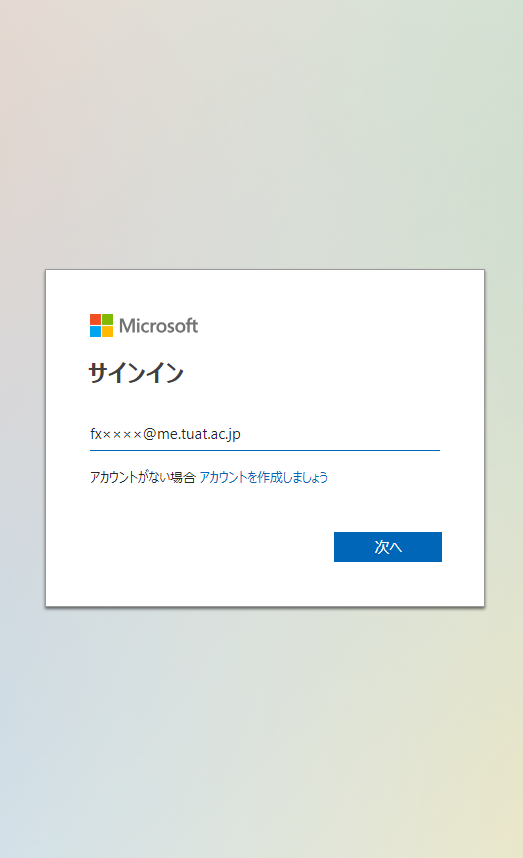 Microsoft
サインイン
fx××××@me.tuat.ac.jp
アカウントがない場合 アカウントを作成しましょう
次へ